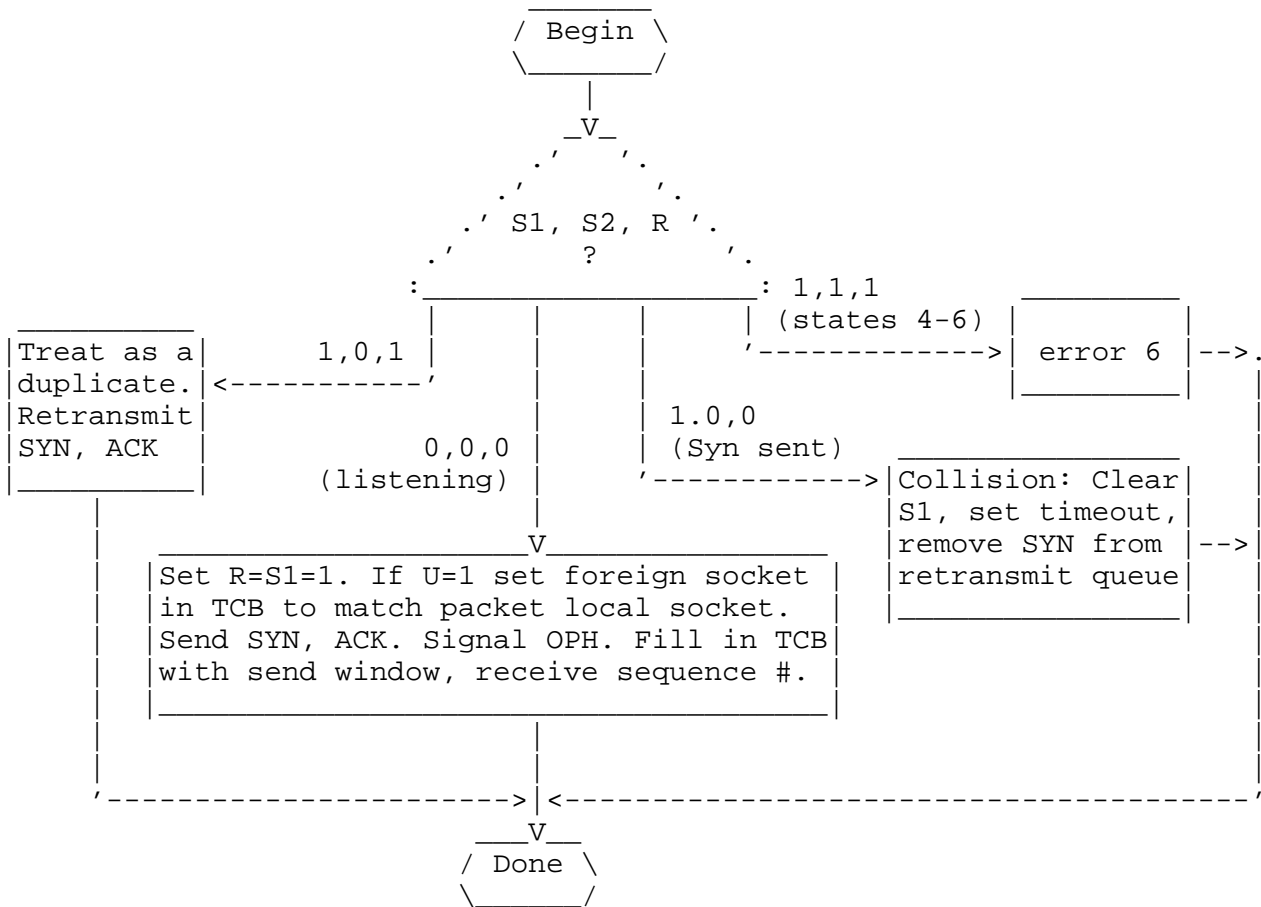 Begin
S1, S2, R
?
1,1,1
(states 4-6)
error 6
1,0,1
Treat as a
duplicate.
Retransmit
SYN, ACK
0,0,0
(listening)
1.0,0
(Syn sent)
Collision: Clear
S1, set timeout,
remove SYN from
retransmit queue
Set R=S1=1. If U=1 set foreign socket
in TCB to match packet local socket.
Send SYN, ACK. Signal OPH. Fill in TCB
with send window, receive sequence #.
Done